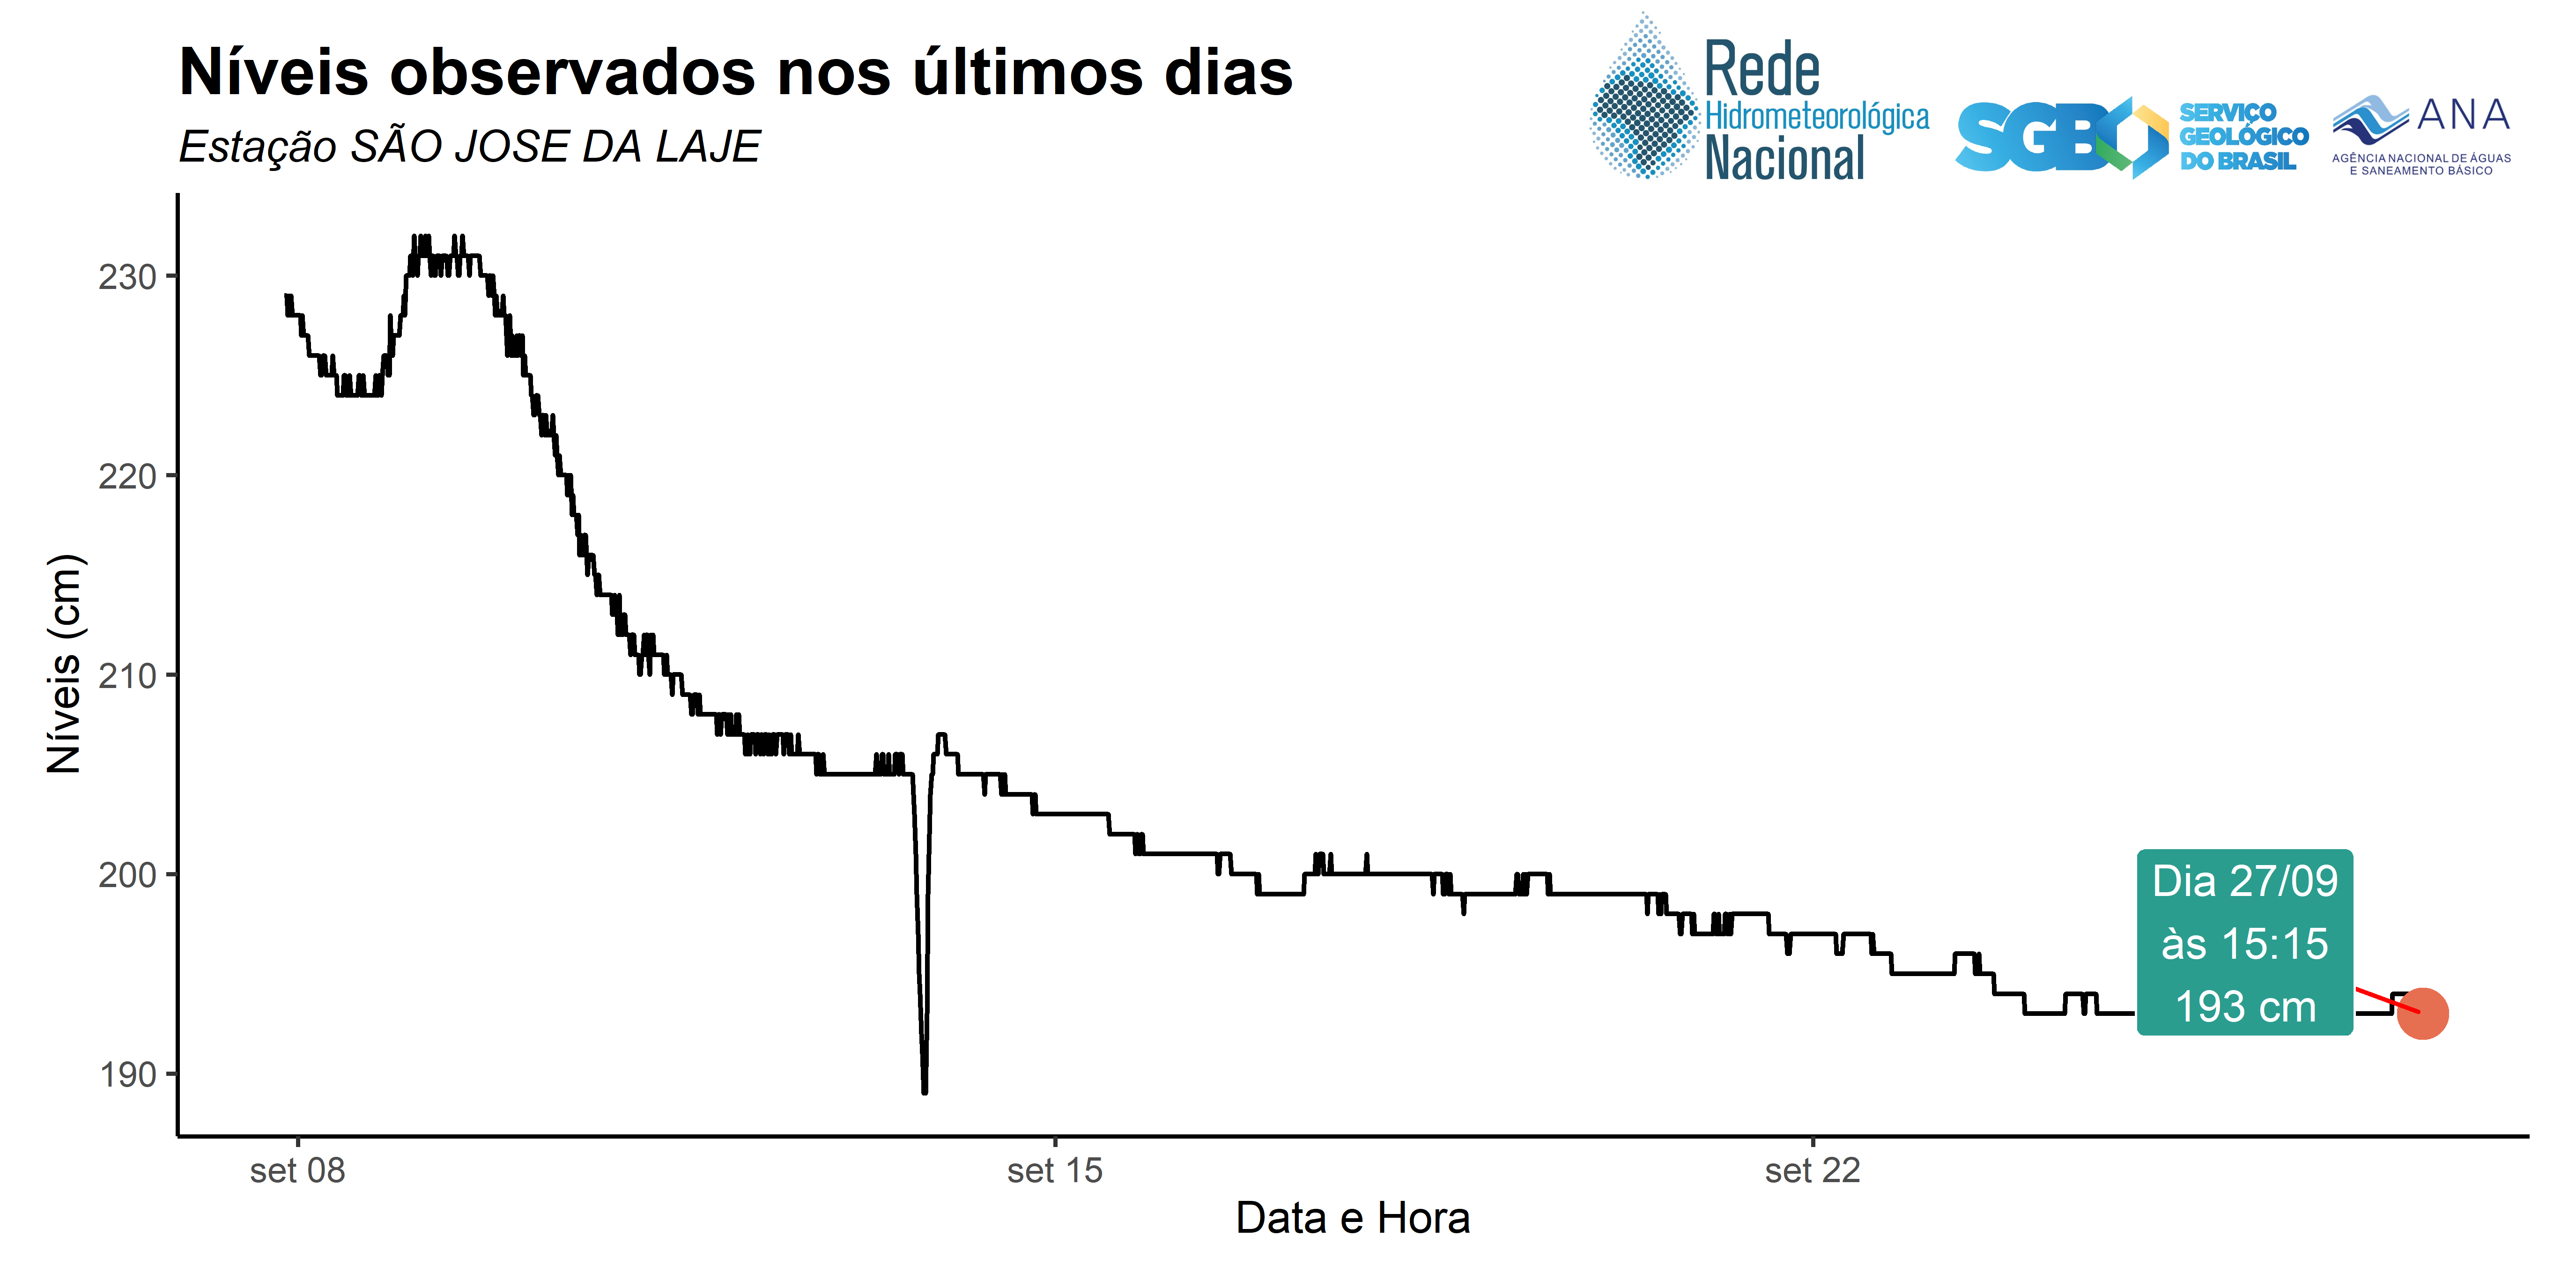 Níveis observados nos últimos dias
Estação SÃO JOSE DA LAJE
Rede
Hidrometeorológica
Nacional
SGB
SERVIÇO
GEOLÓGICO
DO BRASIL
ANA
AGÊNCIA NACIONAL DE ÁGUAS
E SANEAMENTO BÁSICO
Níveis (cm)
230
220
210
200
190
Dia 27/09
às 15:15
193 cm
set 08
set 15
set 22
Data e Hora